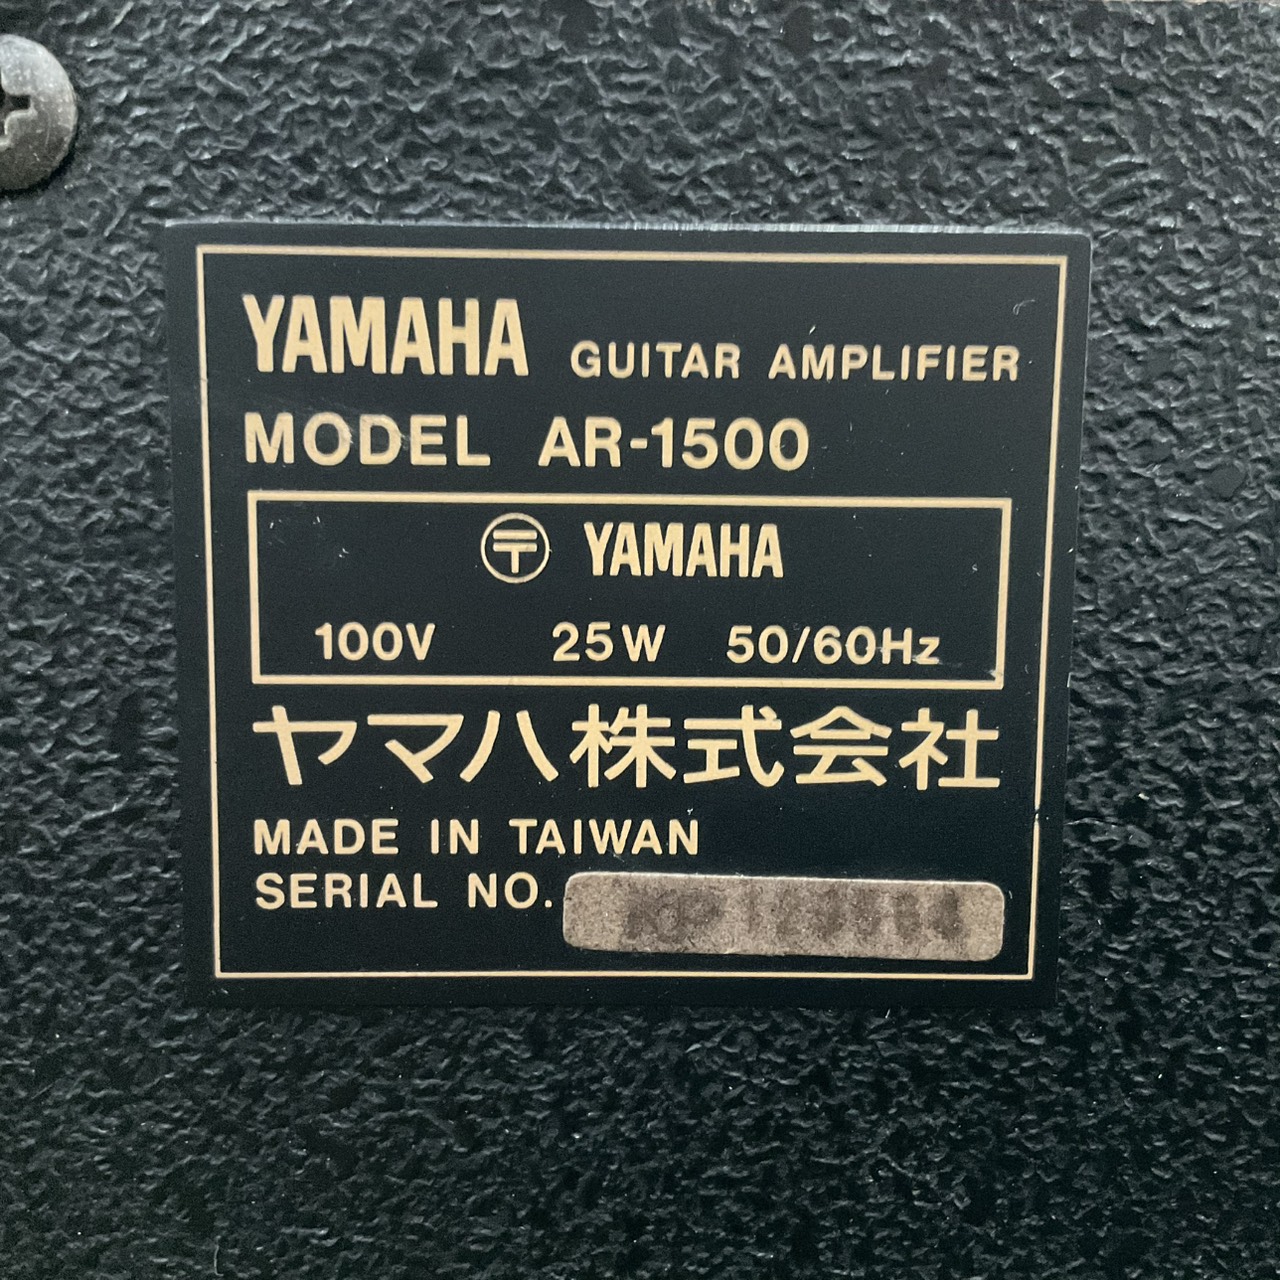 YAMAHA GUITAR AMPLIFIER
MODEL AR-1500
〶 YAMAHA
100V 25W 50/60Hz
ヤマハ株式会社
MADE IN TAIWAN
SERIAL NO.